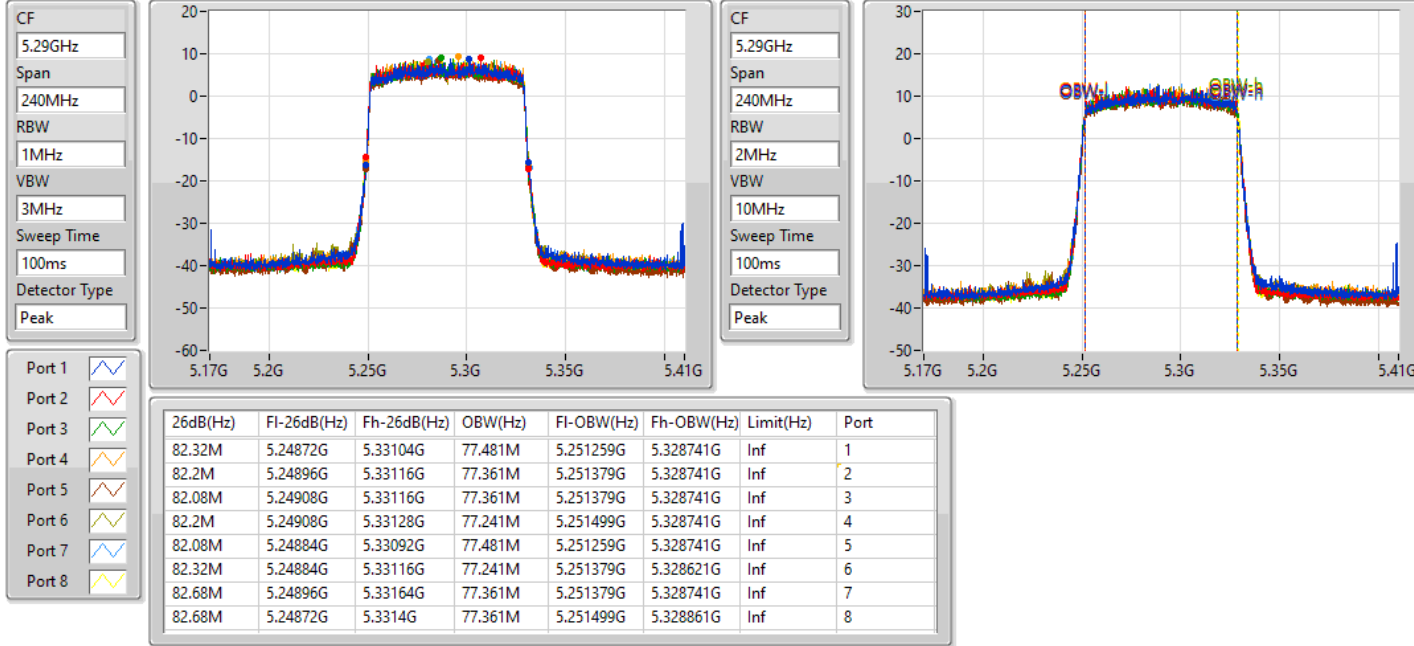 CF
5.29GHz
Span
240MHz
RBW
1MHz
VBW
3MHz
Sweep Time
100ms
Detector Type
Peak
20
10
0
-10
-20
-30
-40
-50
-60
5.17G 5.2G 5.25G 5.3G 5.35G 5.41G
CF
5.29GHz
Span
240MHz
RBW
2MHz
VBW
10MHz
Sweep Time
100ms
Detector Type
Peak
30
20
10
0
-10
-20
-30
-40
-50
OBW-l OBW-h
5.17G 5.2G 5.25G 5.3G 5.35G 5.41G
Port 1
Port 2
Port 3
Port 4
Port 5
Port 6
Port 7
Port 8
26dB(Hz) Fl-26dB(Hz) Fh-26dB(Hz) OBW(Hz) Fl-OBW(Hz) Fh-OBW(Hz) Limit(Hz) Port
82.32M 5.24872G 5.33104G 77.481M 5.251259G 5.328741G Inf 1
82.2M 5.24896G 5.33116G 77.361M 5.251379G 5.328741G Inf 2
82.08M 5.24908G 5.33116G 77.361M 5.251379G 5.328741G Inf 3
82.2M 5.24908G 5.33128G 77.241M 5.251499G 5.328741G Inf 4
82.08M 5.24884G 5.33092G 77.481M 5.251259G 5.328741G Inf 5
82.32M 5.24884G 5.33116G 77.241M 5.251379G 5.328621G Inf 6
82.68M 5.24896G 5.33164G 77.361M 5.251379G 5.328741G Inf 7
82.68M 5.24872G 5.3314G 77.361M 5.251499G 5.328861G Inf 8